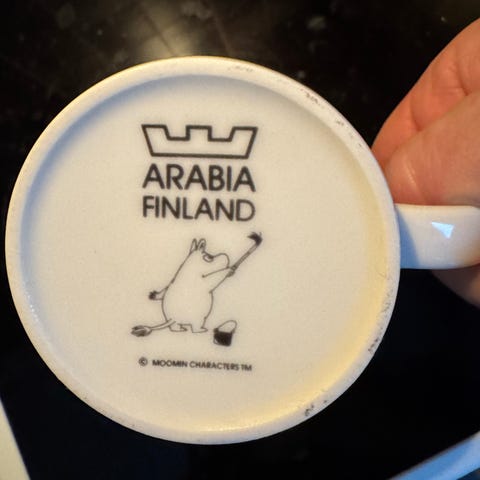 ARABIA
FINLAND
© MOOMIN CHARACTERS TM